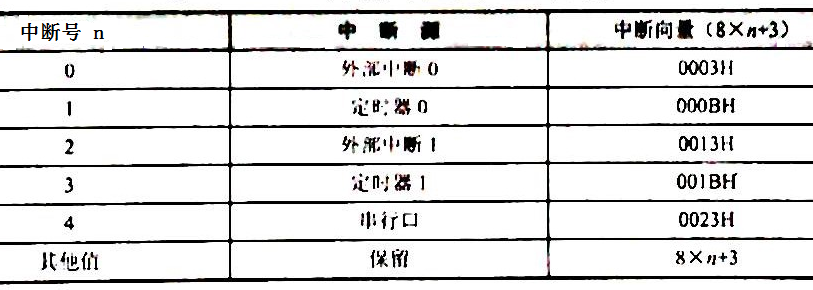 中断号 n 中断源 中断向量（8×n+3）
0 外部中断0 0003H
1 定时器0 000BH
2 外部中断1 0013H
3 定时器1 001BH
4 串行口 0023H
其他值 保留 8×n+3